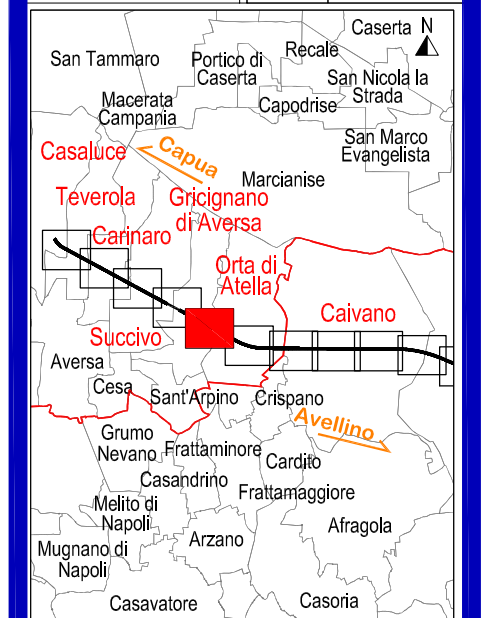 Caserta
N
San Tammaro
Portico di
Caserta
Recale
San Nicola la
Strada
Macerata
Campania
Capodrise
San Marco
Evangelista
Casaluce
Capua
Marcianise
Teverola
Gricignano
di Aversa
Carinaro
Orta di
Atella
Caivano
Succivo
Aversa
Cesa
Sant'Arpino
Crispano
Avellino
Grumo
Nevano
Frattaminore
Cardito
Casandrino
Frattamaggiore
Melito di
Napoli
Afragola
Arzano
Mugnano di
Napoli
Casavatore
Casoria